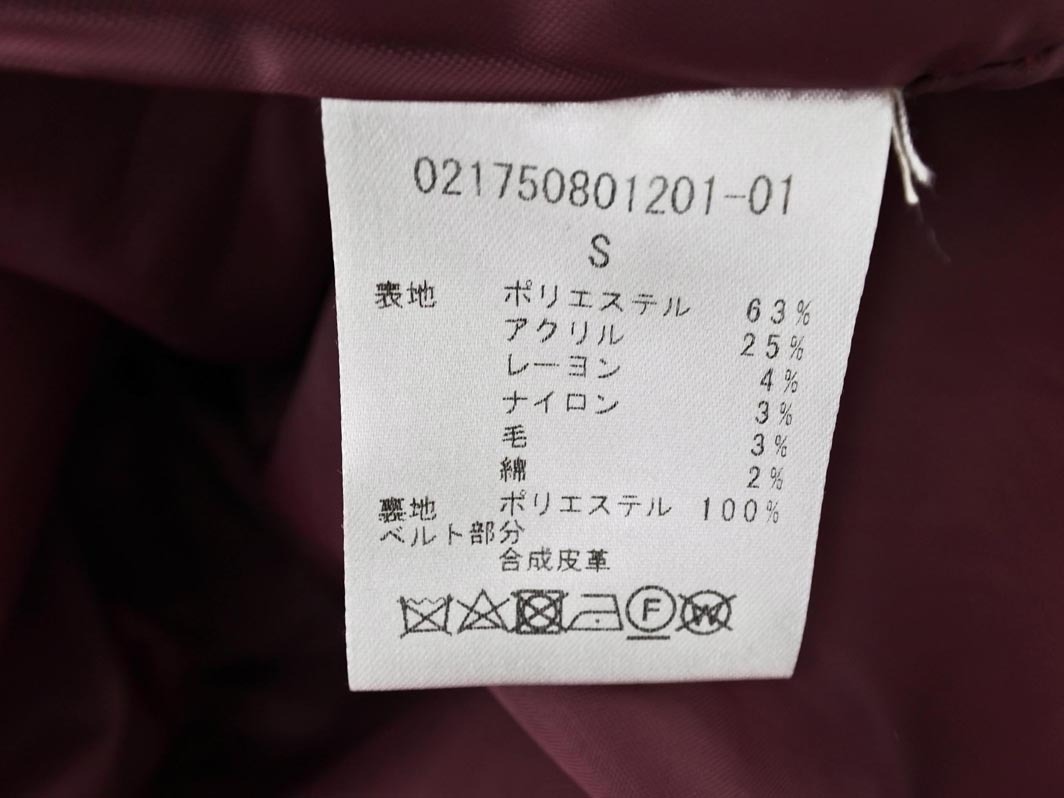 021750801201-01
S
表地 ポリエステル 63%
アクリル 25%
レーヨン 4%
ナイロン 3%
毛 3%
綿 2%
裏地 ポリエステル 100%
ベルト部分
合成皮革
F W